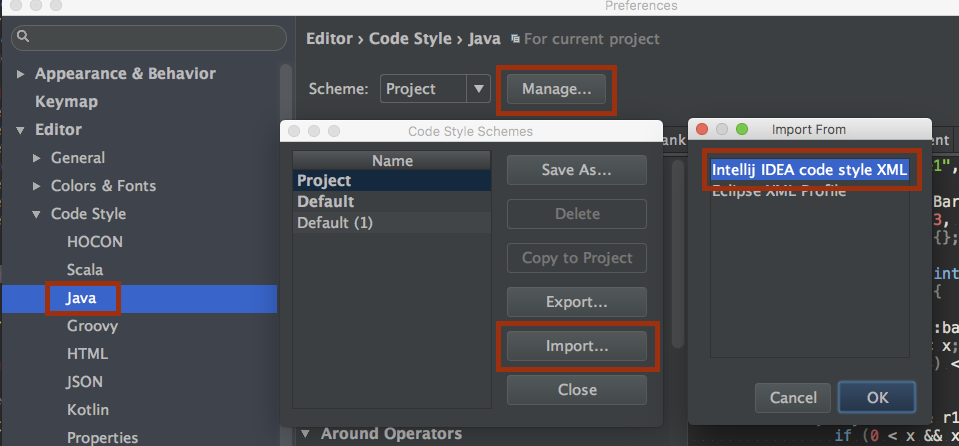 Preferences
Editor › Code Style › Java For current project
Appearance & Behavior
Keymap
Editor
General
Colors & Fonts
Code Style
HOCON
Scala
Java
Groovy
HTML
JSON
Kotlin
Properties
Scheme: Project Manage...
Code Style Schemes
Name
Project
Default
Default (1)
Save As...
Delete
Copy to Project
Export...
Import...
Close
Around Operators
Import From
Intellij IDEA code style XML
Eclipse XML Profile
Cancel OK
ank
ent
1",
Bar
3,
{};
int
{
:ba
x;
) <
r1
if (0 < x && x